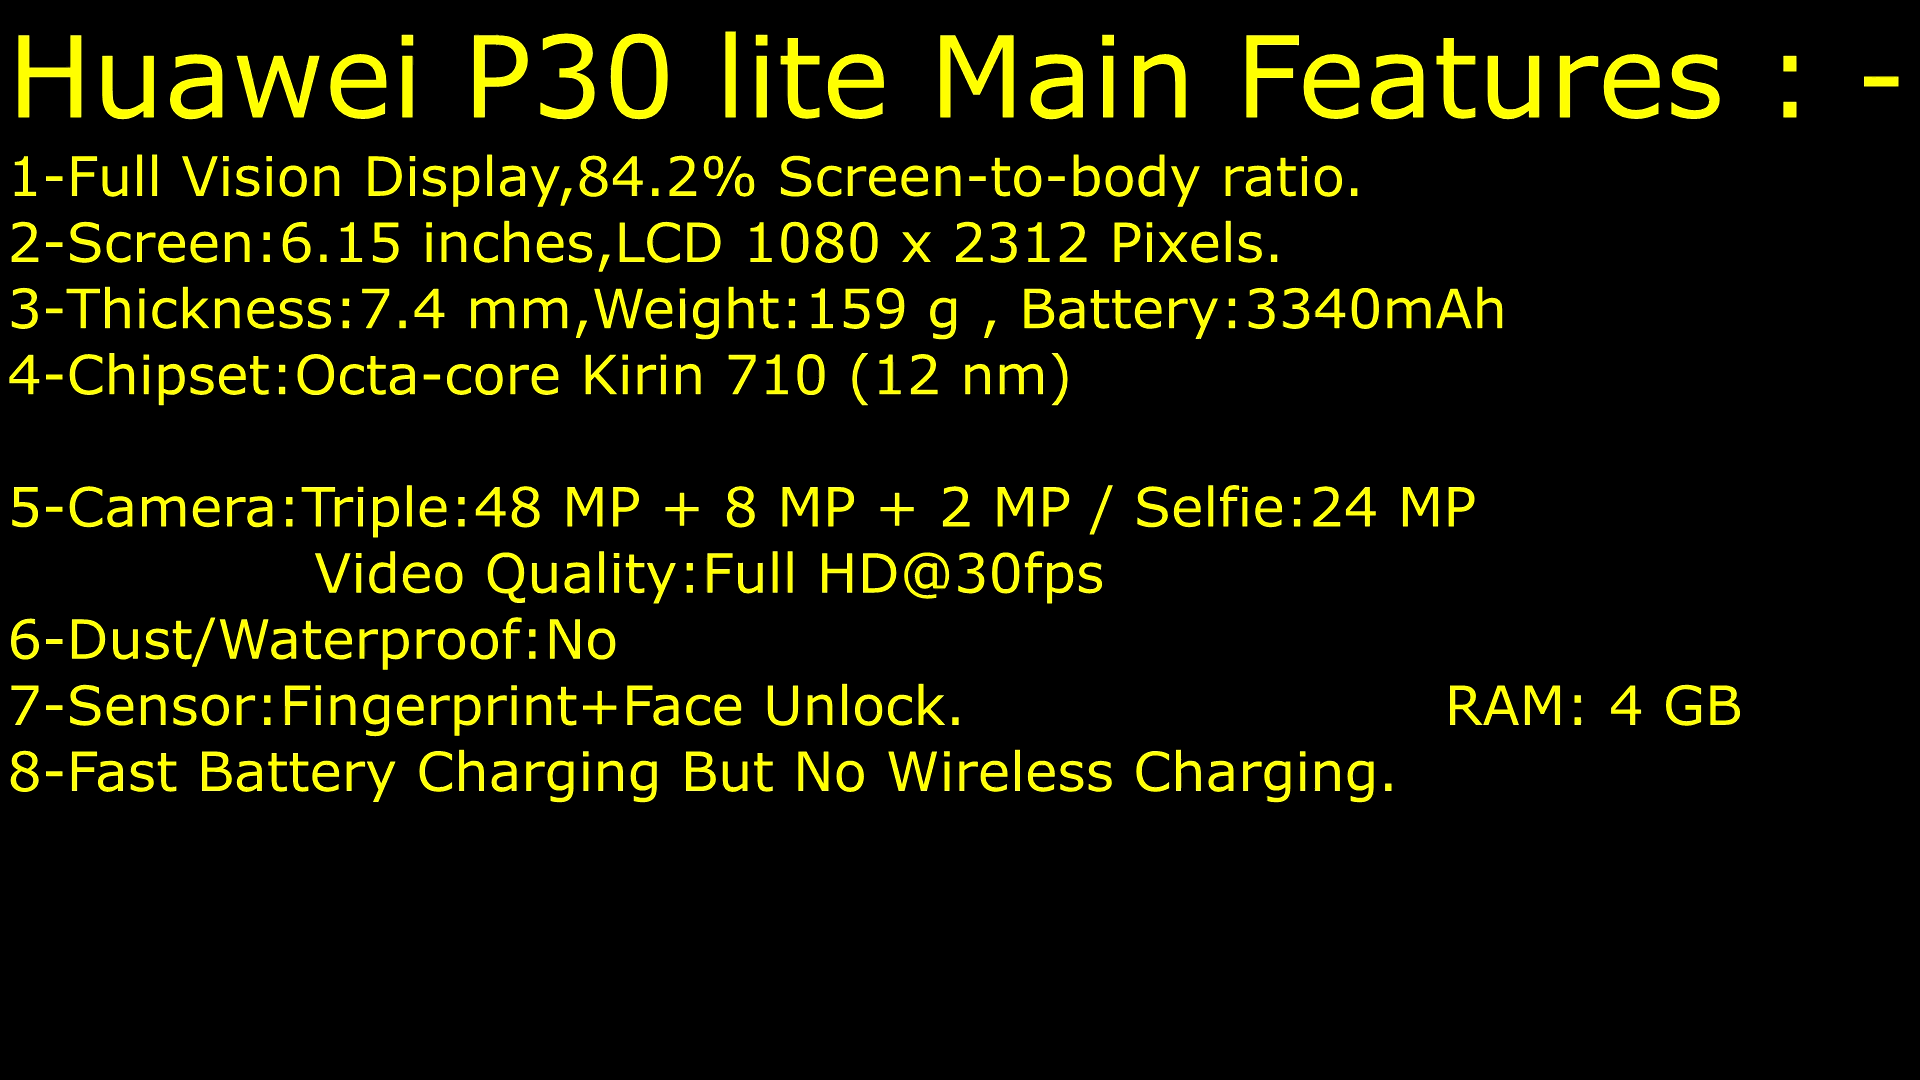 Huawei P30 lite Main Features : -
1-Full Vision Display,84.2% Screen-to-body ratio.
2-Screen:6.15 inches,LCD 1080 x 2312 Pixels.
3-Thickness:7.4 mm,Weight:159 g , Battery:3340mAh
4-Chipset:Octa-core Kirin 710 (12 nm)
5-Camera:Triple:48 MP + 8 MP + 2 MP / Selfie:24 MP
Video Quality:Full HD@30fps
6-Dust/Waterproof:No
7-Sensor:Fingerprint+Face Unlock. RAM: 4 GB
8-Fast Battery Charging But No Wireless Charging.